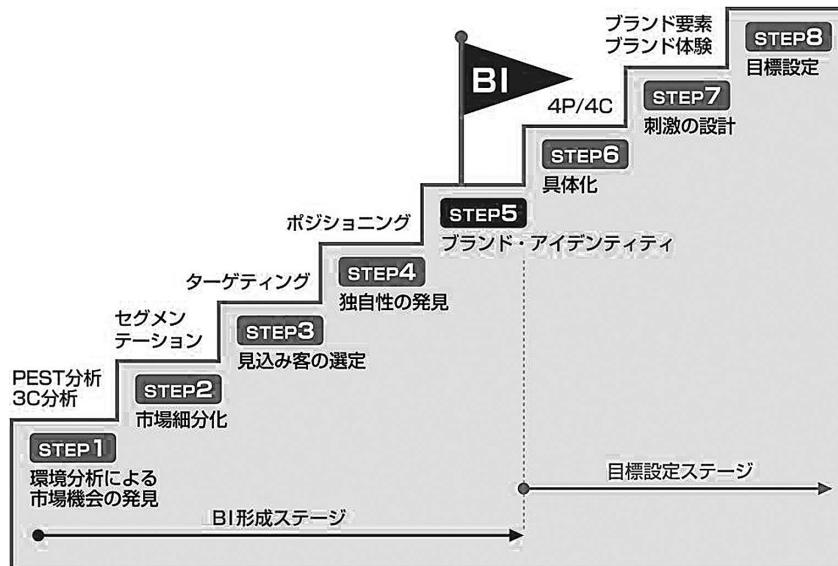 PEST分析
3C分析
STEP1
環境分析による
市場機会の発見
セグメン
テーション
STEP2
市場細分化
ターゲティング
STEP3
見込み客の選定
ポジショニング
STEP4
独自性の発見
BI
STEP5
ブランド・アイデンティティ
4P/4C
STEP6
具体化
ブランド要素
ブランド体験
STEP7
刺激の設計
STEP8
目標設定
BI形成ステージ
目標設定ステージ